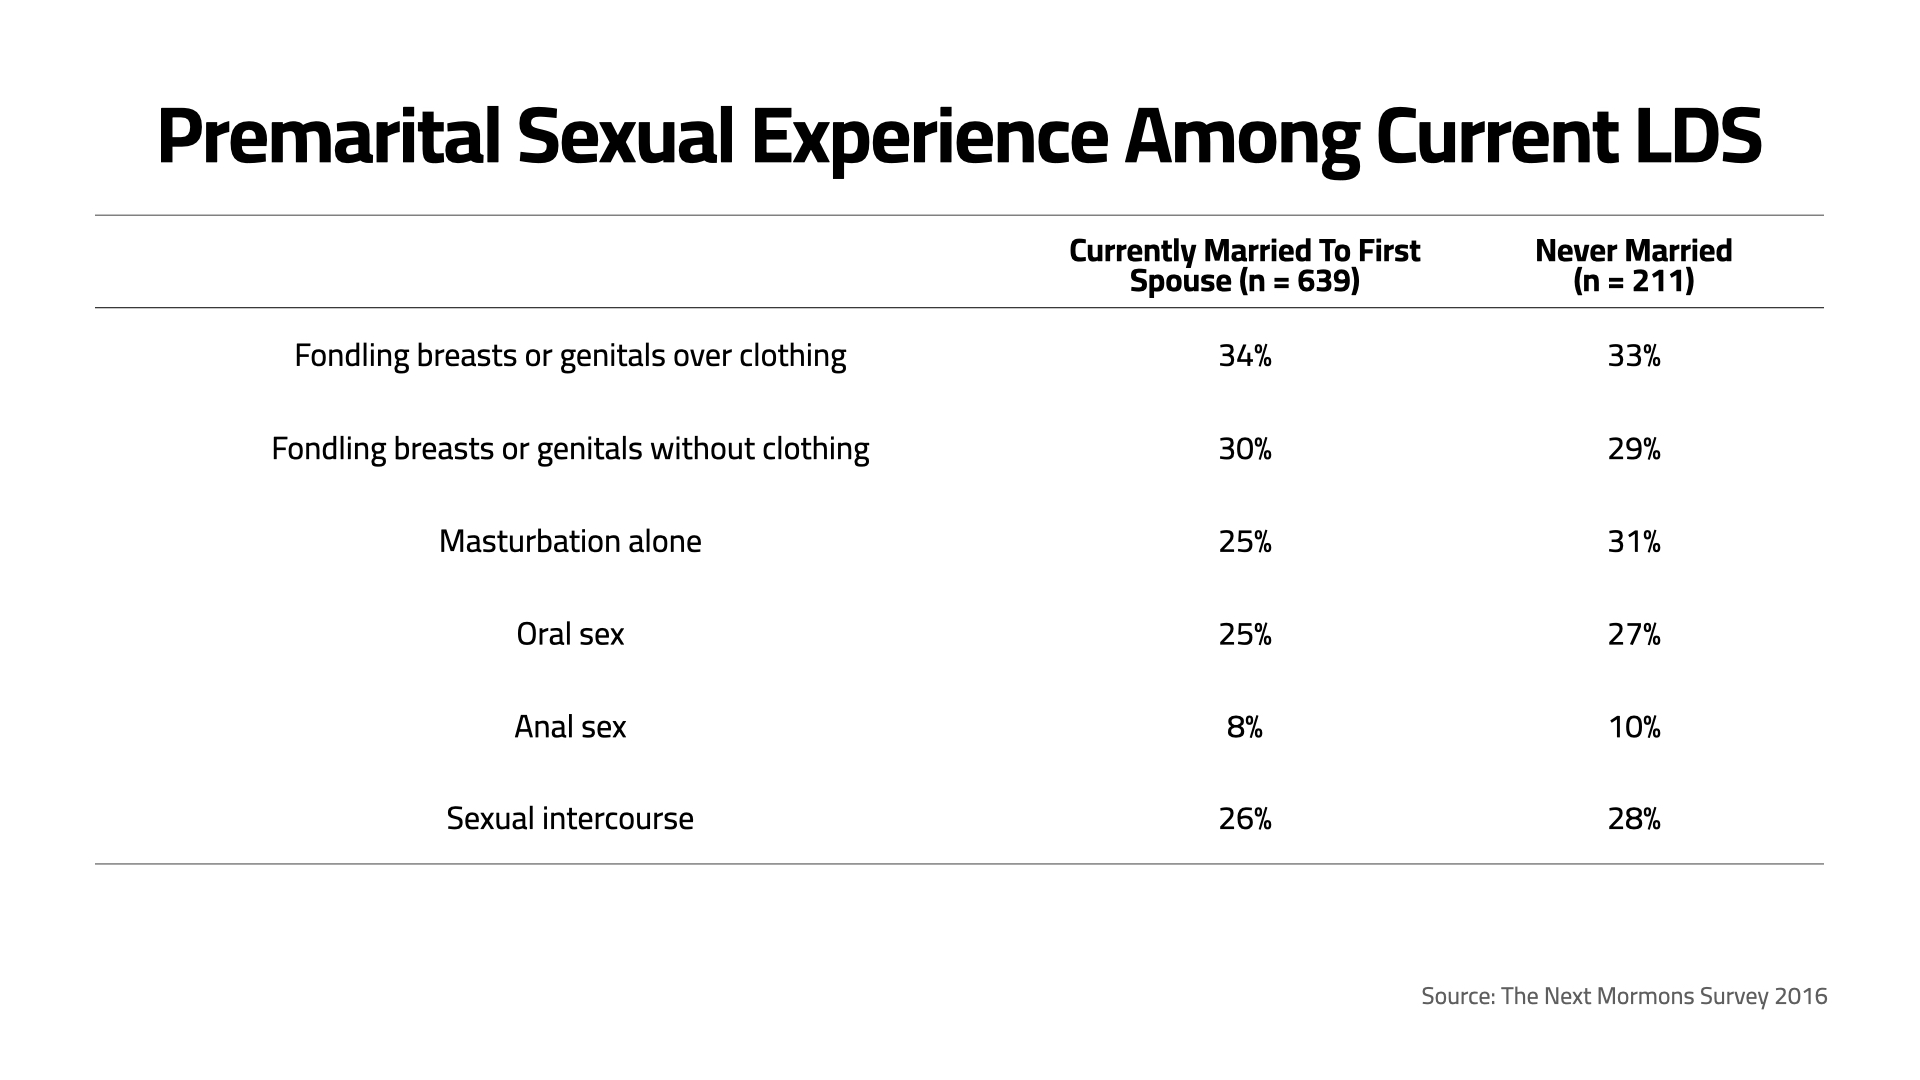 Premarital Sexual Experience Among Current LDS
Currently Married To First
Spouse (n = 639)
Never Married
(n = 211)
Fondling breasts or genitals over clothing 34% 33%
Fondling breasts or genitals without clothing 30% 29%
Masturbation alone 25% 31%
Oral sex 25% 27%
Anal sex 8% 10%
Sexual intercourse 26% 28%
Source: The Next Mormons Survey 2016